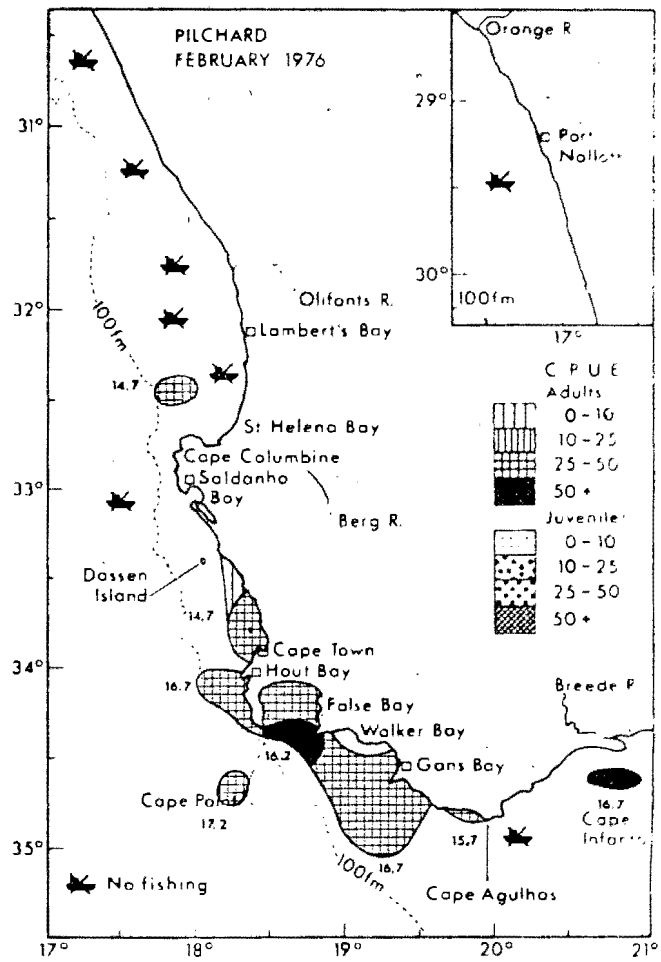 PILCHARD
FEBRUARY 1976
Orange R
29°
Port
Nolloth
30°
100fm
17°
31°
32°
33°
34°
35°
100fm
Olifants R.
Lambert's Bay
14.7
St Helena Bay
Cape Columbine
Saldanha
Bay
Berg R.
Dassen
Island
14.7
Cape Town
Hout Bay
16.7
False Bay
Walker Bay
16.2
Gans Bay
Cape Point
17.2
16.7
15.7
100fm
Cape Agulhas
Breede R
16.7
Cape
Infanta
C P U E
Adults
0-10
10-25
25-50
50+
Juveniles
0-10
10-25
25-50
50+
No fishing
17°
18°
19°
20°
21°